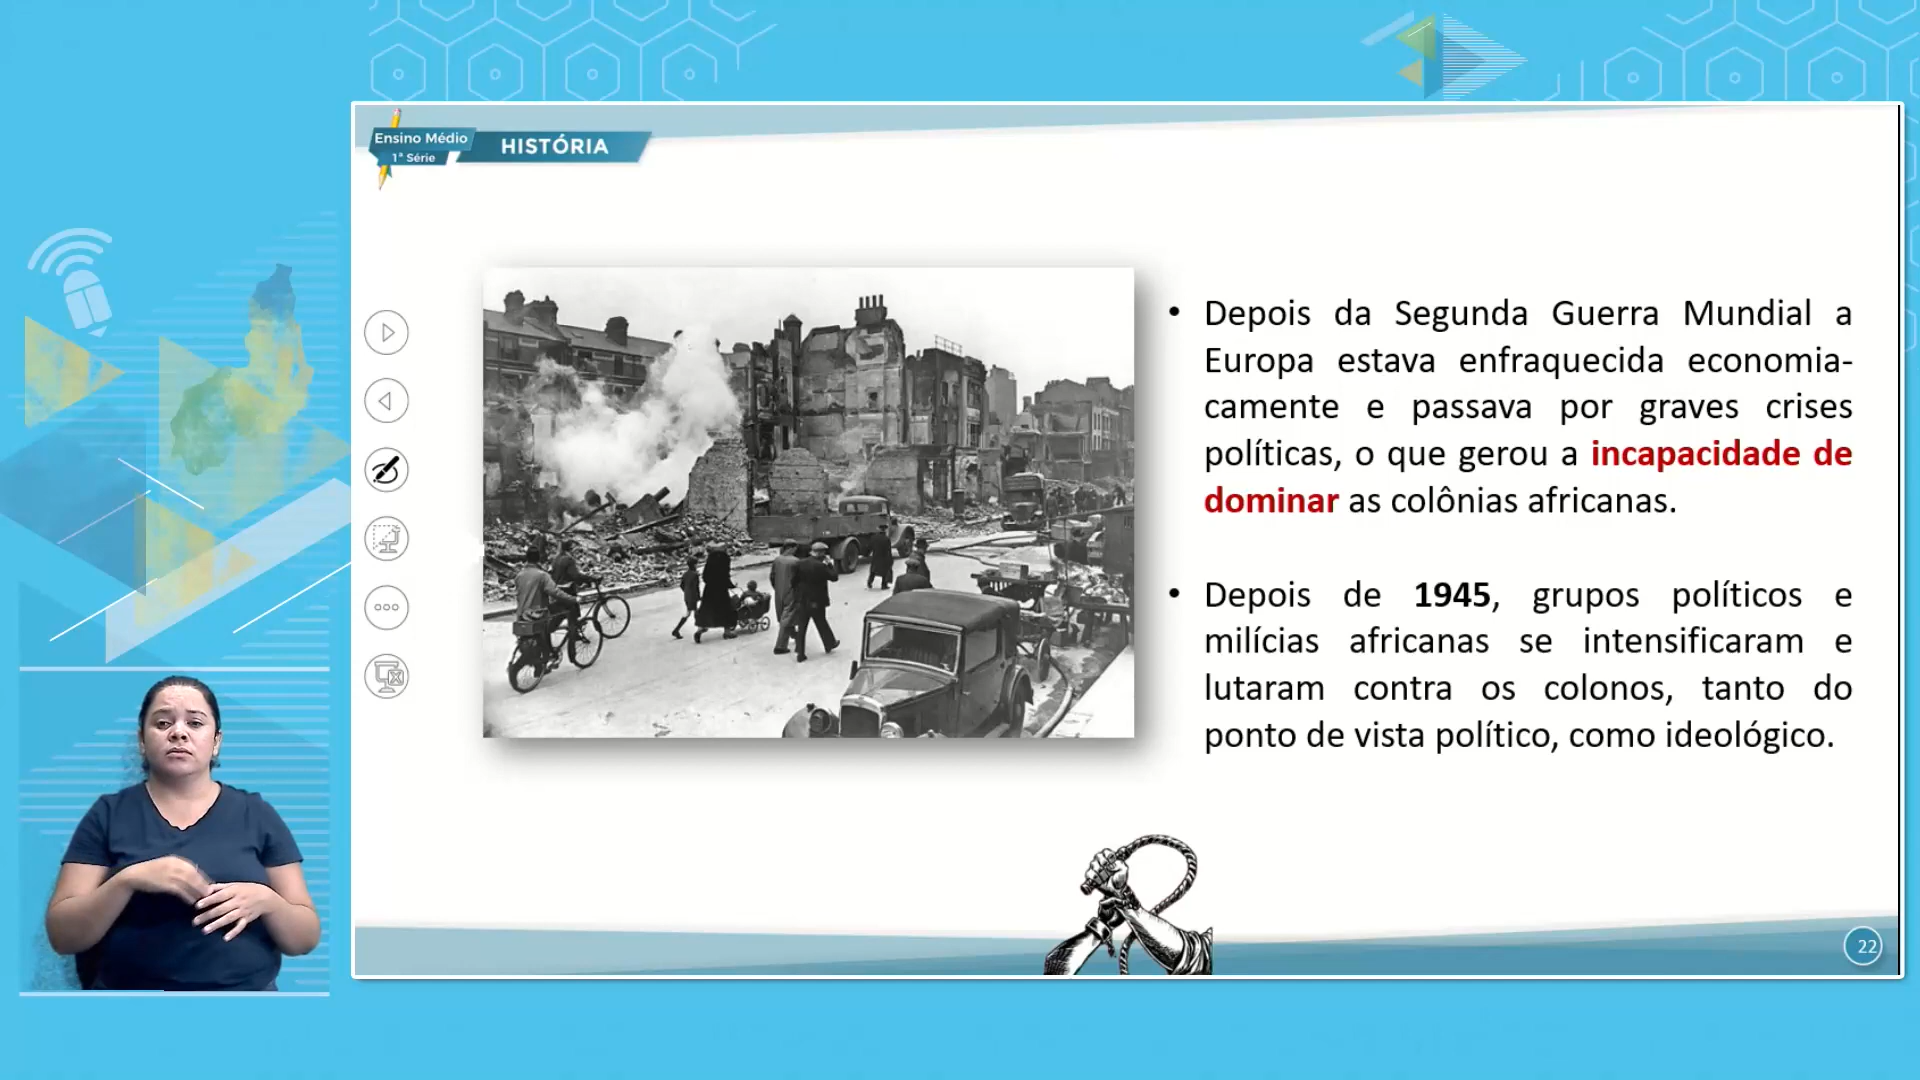 Ensino Médio
1ª Série
HISTÓRIA
• Depois da Segunda Guerra Mundial a
Europa estava enfraquecida economia-
camente e passava por graves crises
políticas, o que gerou a incapacidade de
dominar as colônias africanas.
• Depois de 1945, grupos políticos e
milícias africanas se intensificaram e
lutaram contra os colonos, tanto do
ponto de vista político, como ideológico.
22